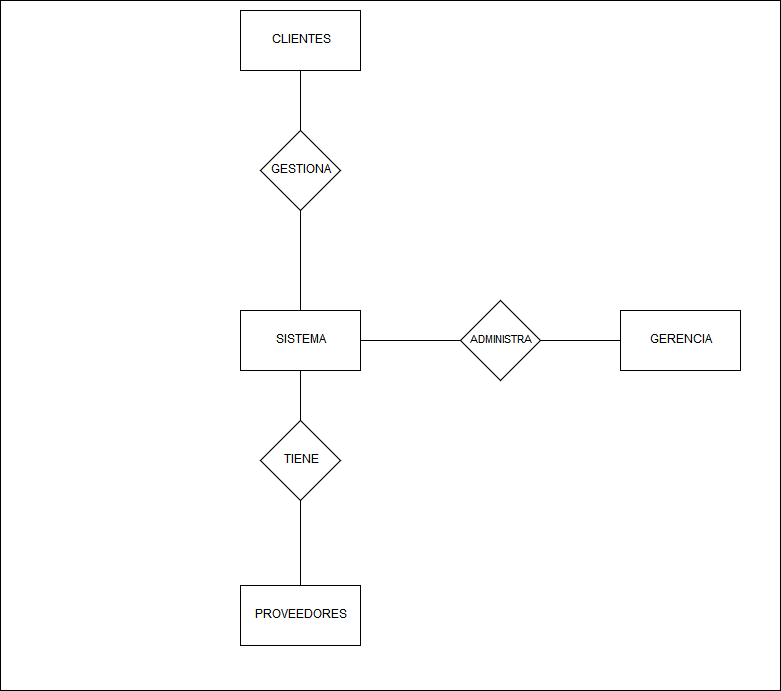 CLIENTES
GESTIONA
SISTEMA
ADMINISTRA
GERENCIA
TIENE
PROVEEDORES